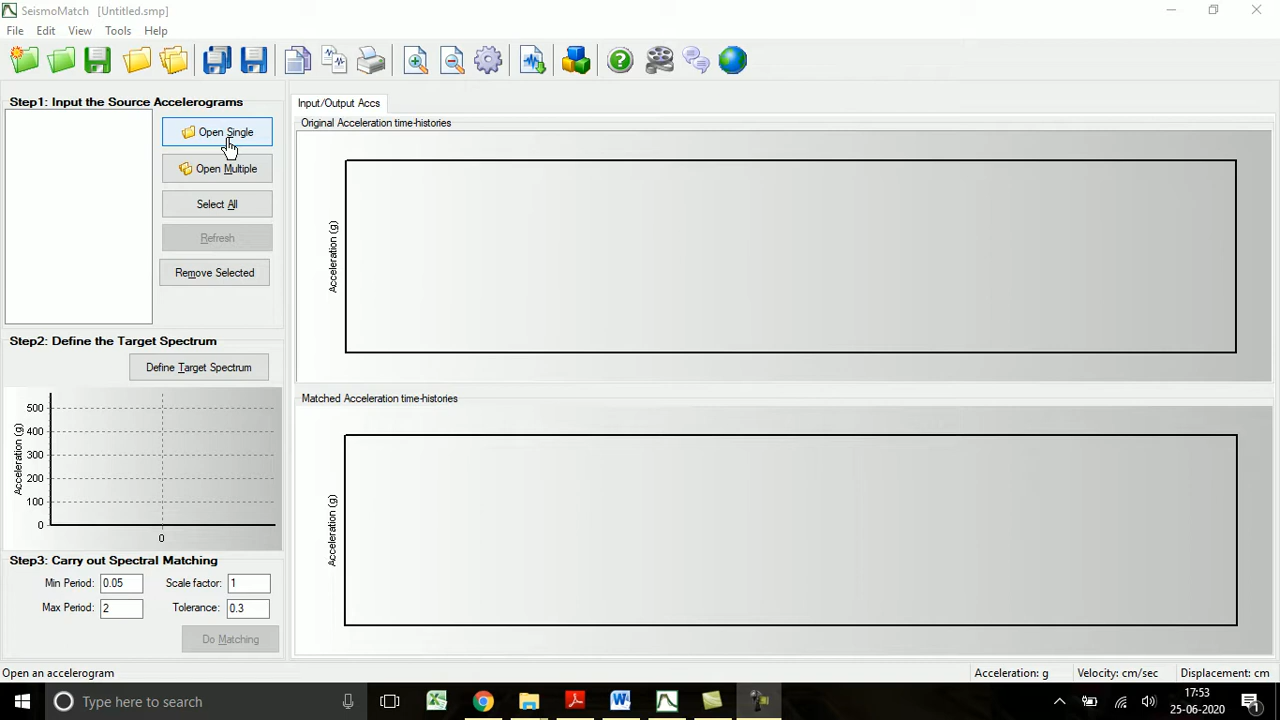 SeismoMatch [Untitled.smp]
File Edit View Tools Help
Step1: Input the Source Accelerograms
Open Single
Open Multiple
Select All
Refresh
Remove Selected
Step2: Define the Target Spectrum
Define Target Spectrum
Acceleration (g)
500
400
300
200
100
0
0
Step3: Carry out Spectral Matching
Min Period: 0.05 Scale factor: 1
Max Period: 2 Tolerance: 0.3
Do Matching
Input/Output Accs
Original Acceleration time-histories
Acceleration (g)
Matched Acceleration time-histories
Acceleration (g)
Open an accelerogram
Acceleration: g Velocity: cm/sec Displacement: cm
Type here to search
17:53
25-06-2020
1